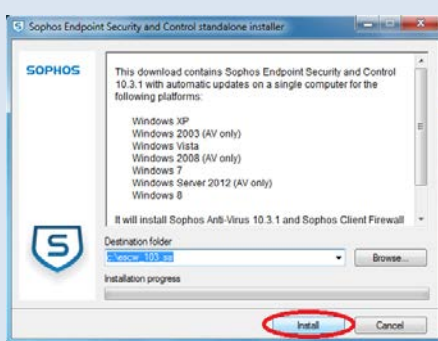 Sophos Endpoint Security and Control standalone installer
SOPHOS
This download contains Sophos Endpoint Security and Control
10.3.1 with automatic updates on a single computer for the
following platforms:
Windows XP
Windows 2003 (AV only)
Windows Vista
Windows 2008 (AV only)
Windows 7
Windows Server 2012 (AV only)
Windows 8
It will install Sophos Anti-Virus 10.3.1 and Sophos Client Firewall
S
Destination folder
c:\escw_103_sa
Browse...
Installation progress
Install
Cancel